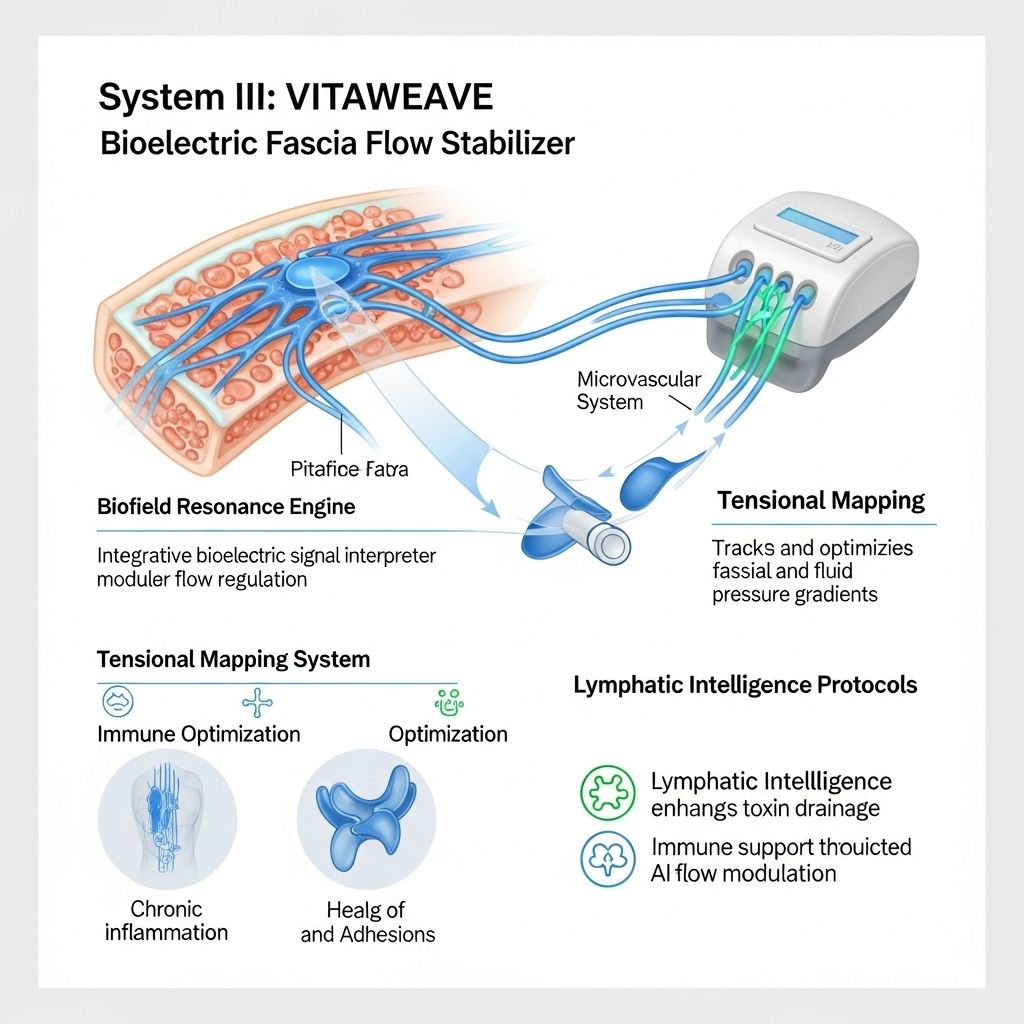 System III: VITAWEAVE
Bioelectric Fascia Flow Stabilizer
Microvascular
System
Pitafice Fatra
Biofield Resonance Engine
Integrative bioelectric signal interpreter
moduler flow regulation
Tensional Mapping
Tracks and optimizies
fassial and fluid
pressure gradients
Tensional Mapping System
Immune Optimization
Optimization
Chronic
inflammation
Healg of
and Adhesions
Lymphatic Intelligence Protocols
Lymphatic Intellligence
enhangs toxin drainage
Immune support thouicted
AI flow modulation